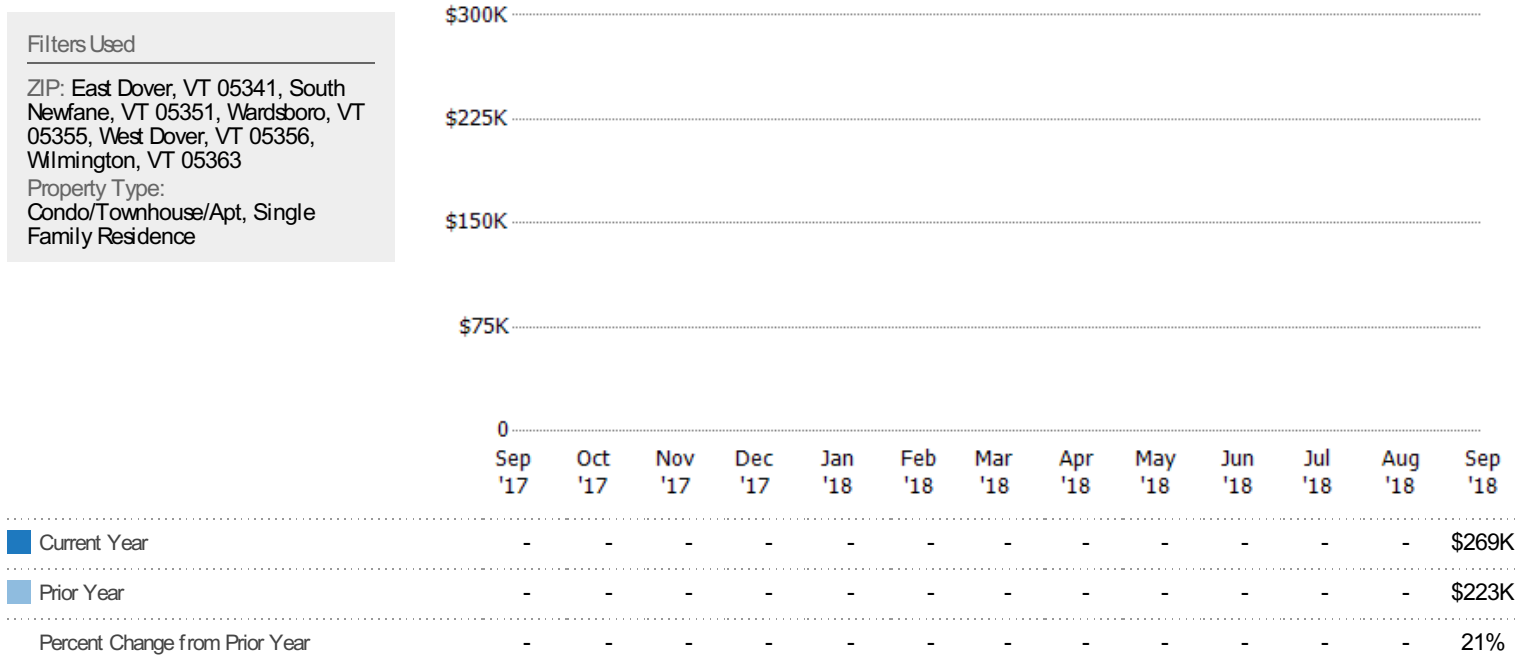 Filters Used
ZIP: East Dover, VT 05341, South
Newfane, VT 05351, Wardsboro, VT
05355, West Dover, VT 05356,
Wilmington, VT 05363
Property Type:
Condo/Townhouse/Apt, Single
Family Residence
$300K
$225K
$150K
$75K
0
Sep Oct Nov Dec Jan Feb Mar Apr May Jun Jul Aug Sep
'17 '17 '17 '17 '18 '18 '18 '18 '18 '18 '18 '18 '18
Current Year - - - - - - - - - - - - $269K
Prior Year - - - - - - - - - - - - $223K
Percent Change from Prior Year - - - - - - - - - - - - 21%